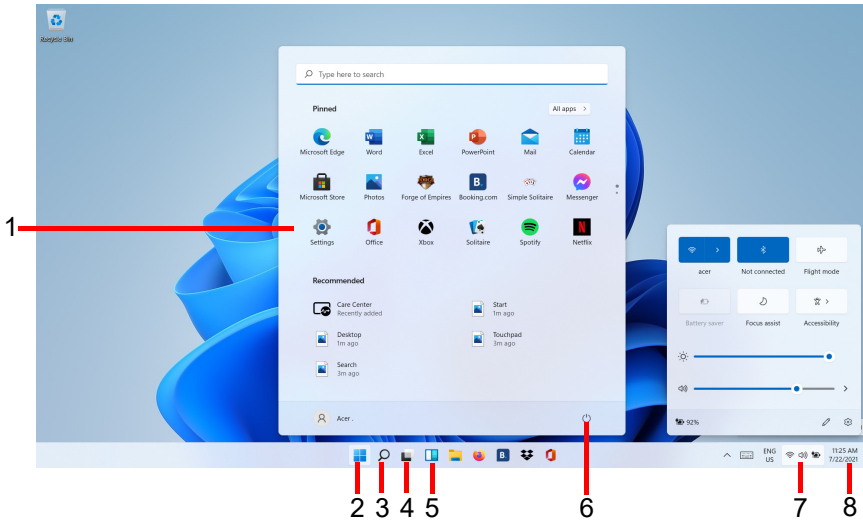 Recycle Bin
Type here to search
Pinned
All apps >
Microsoft Edge
Word
Excel
PowerPoint
Mail
Calendar
Microsoft Store
Photos
Forge of Empires
Booking.com
Simple Solitaire
Messenger
1
Settings
Office
Xbox
Solitaire
Spotify
Netflix
acer
Not connected
Flight mode
Recommended
Care Center
Recently added
Start
1m ago
Desktop
1m ago
Touchpad
3m ago
Search
3m ago
Battery saver
Focus assist
Accessibility
Acer .
92%
ENG
US
11:25 AM
7/22/2021
2
3
4
5
6
7
8